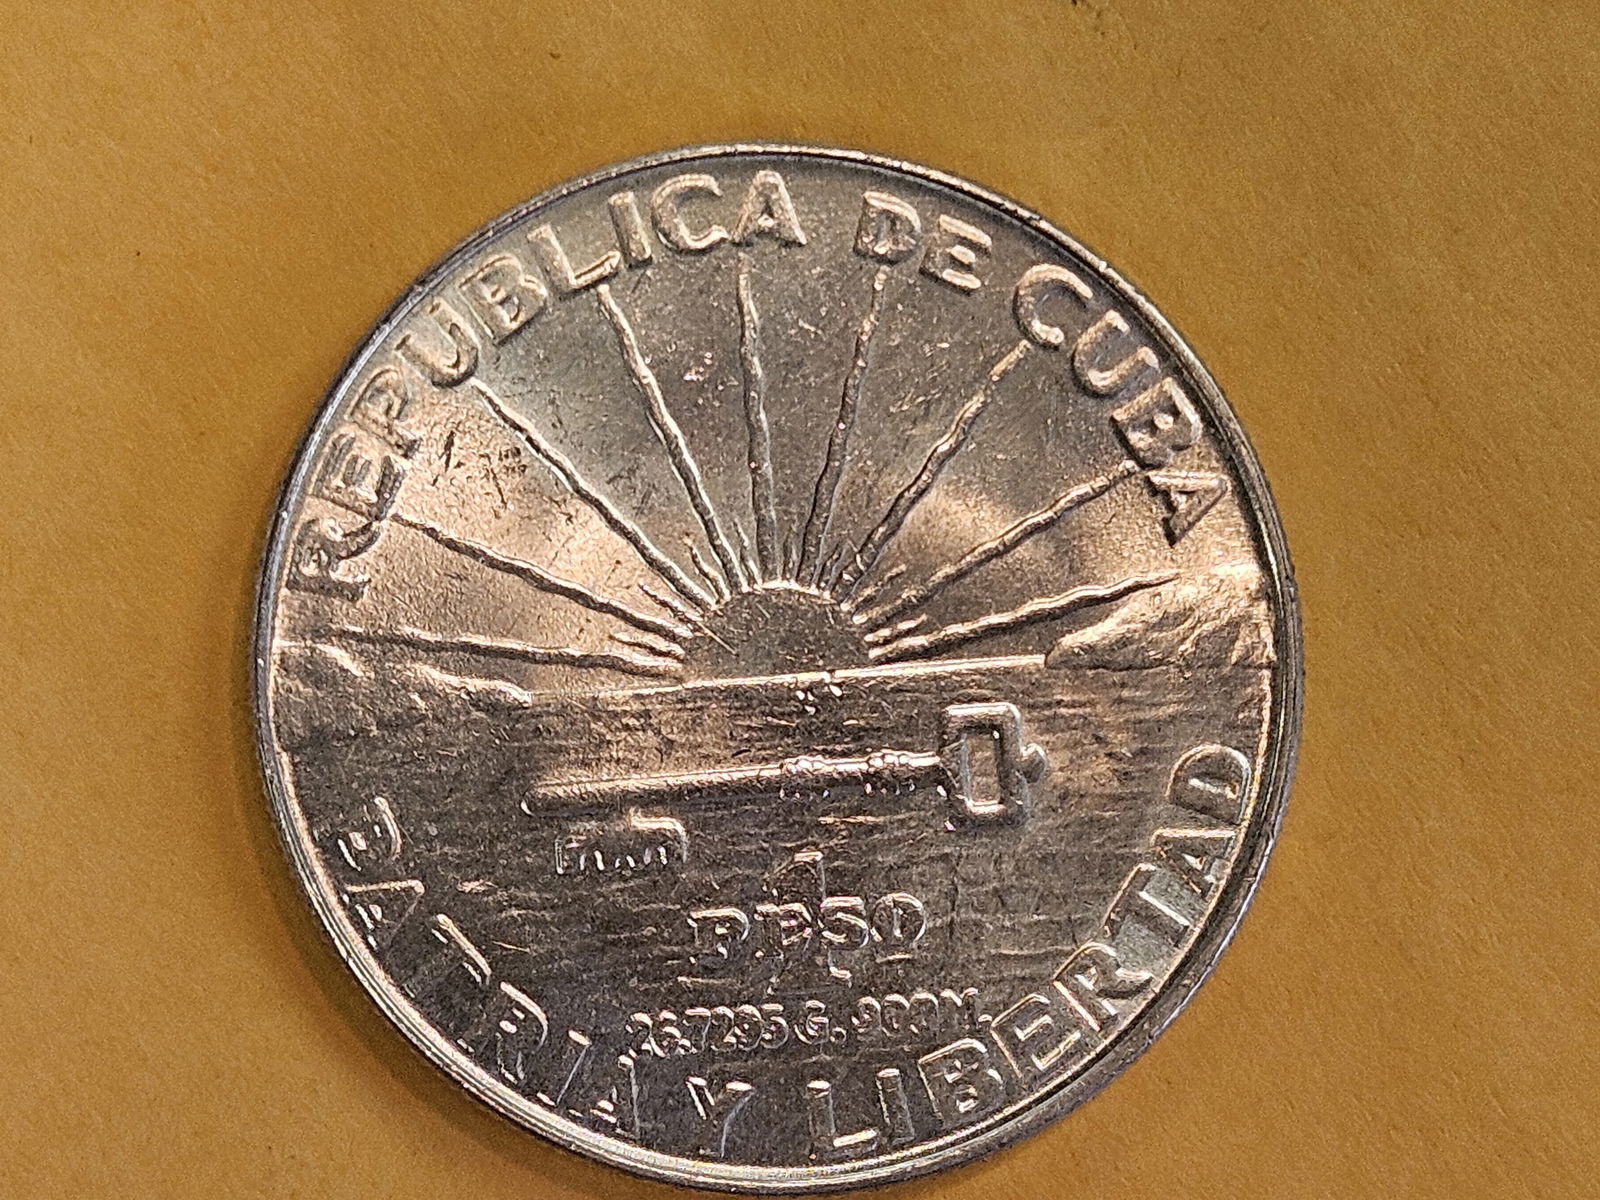 REPUBLICA DE CUBA
1
PESO
26.7295 G. 900 M.
PATRIA Y LIBERTAD